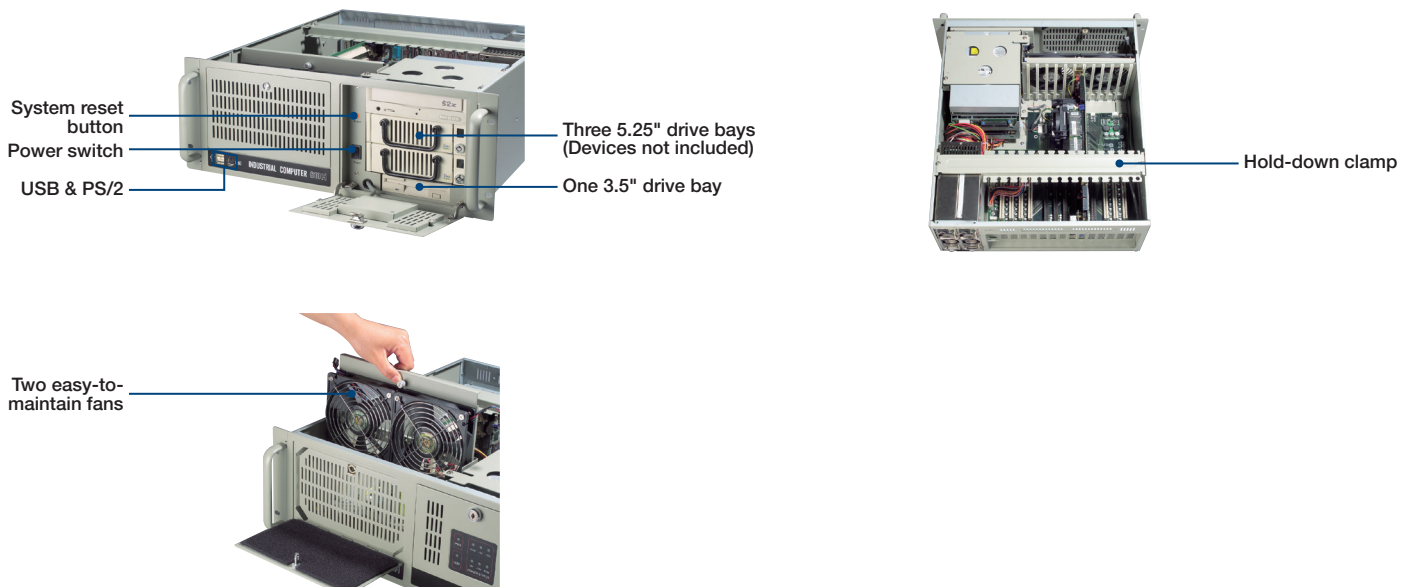 System reset
button
Power switch
USB & PS/2
52x
INDUSTRIAL COMPUTER
Three 5.25" drive bays
(Devices not included)
One 3.5" drive bay
Hold-down clamp
Two easy-to-
maintain fans